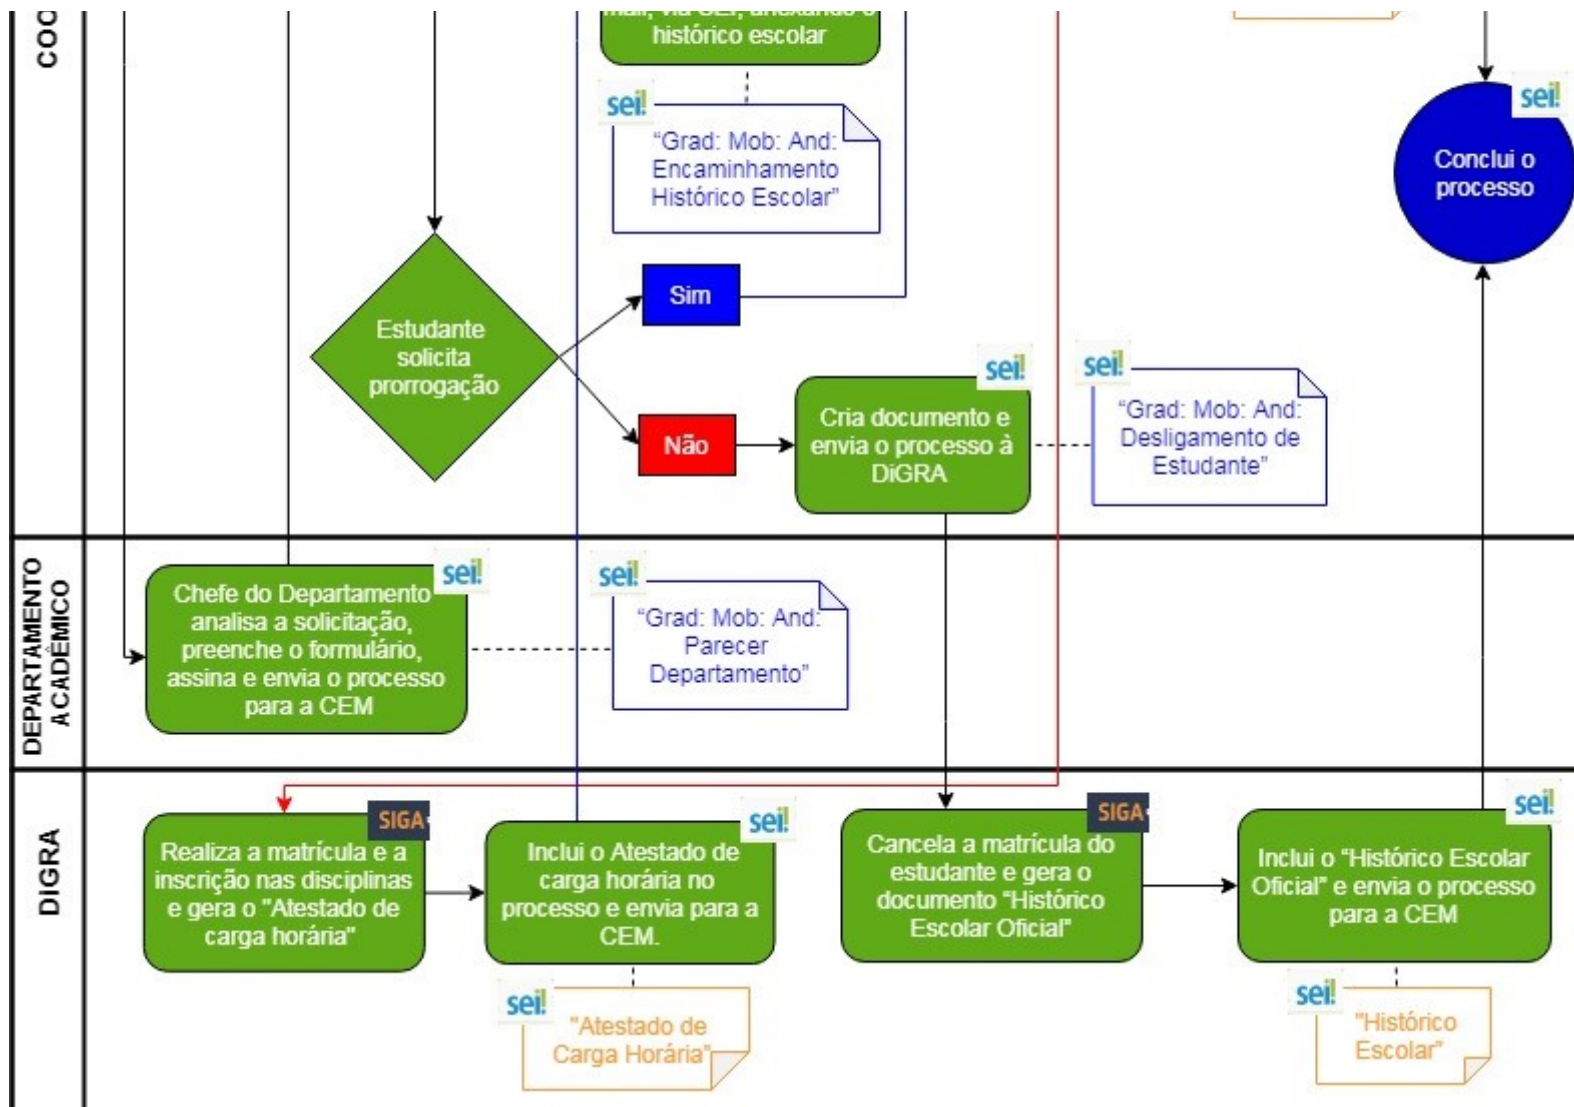 COO
mail, via SEI, anexando o
histórico escolar
sei!
“Grad: Mob: And:
Encaminhamento
Histórico Escolar”
sei!
Conclui o
processo
Estudante
solicita
prorrogação
Sim
Não
sei!
Cria documento e
envia o processo à
DiGRA
sei!
“Grad: Mob: And:
Desligamento de
Estudante”
DEPARTAMENTO
ACADÊMICO
sei!
Chefe do Departamento
analisa a solicitação,
preenche o formulário,
assina e envia o processo
para a CEM
sei!
“Grad: Mob: And:
Parecer
Departamento”
DiGRA
SIGA
Realiza a matrícula e a
inscrição nas disciplinas
e gera o "Atestado de
carga horária"
sei!
Inclui o Atestado de
carga horária no
processo e envia para a
CEM.
sei!
"Atestado de
Carga Horária”
SIGA
Cancela a matrícula do
estudante e gera o
documento “Histórico
Escolar Oficial”
sei!
Inclui o “Histórico Escolar
Oficial” e envia o processo
para a CEM
sei!
"Histórico
Escolar”